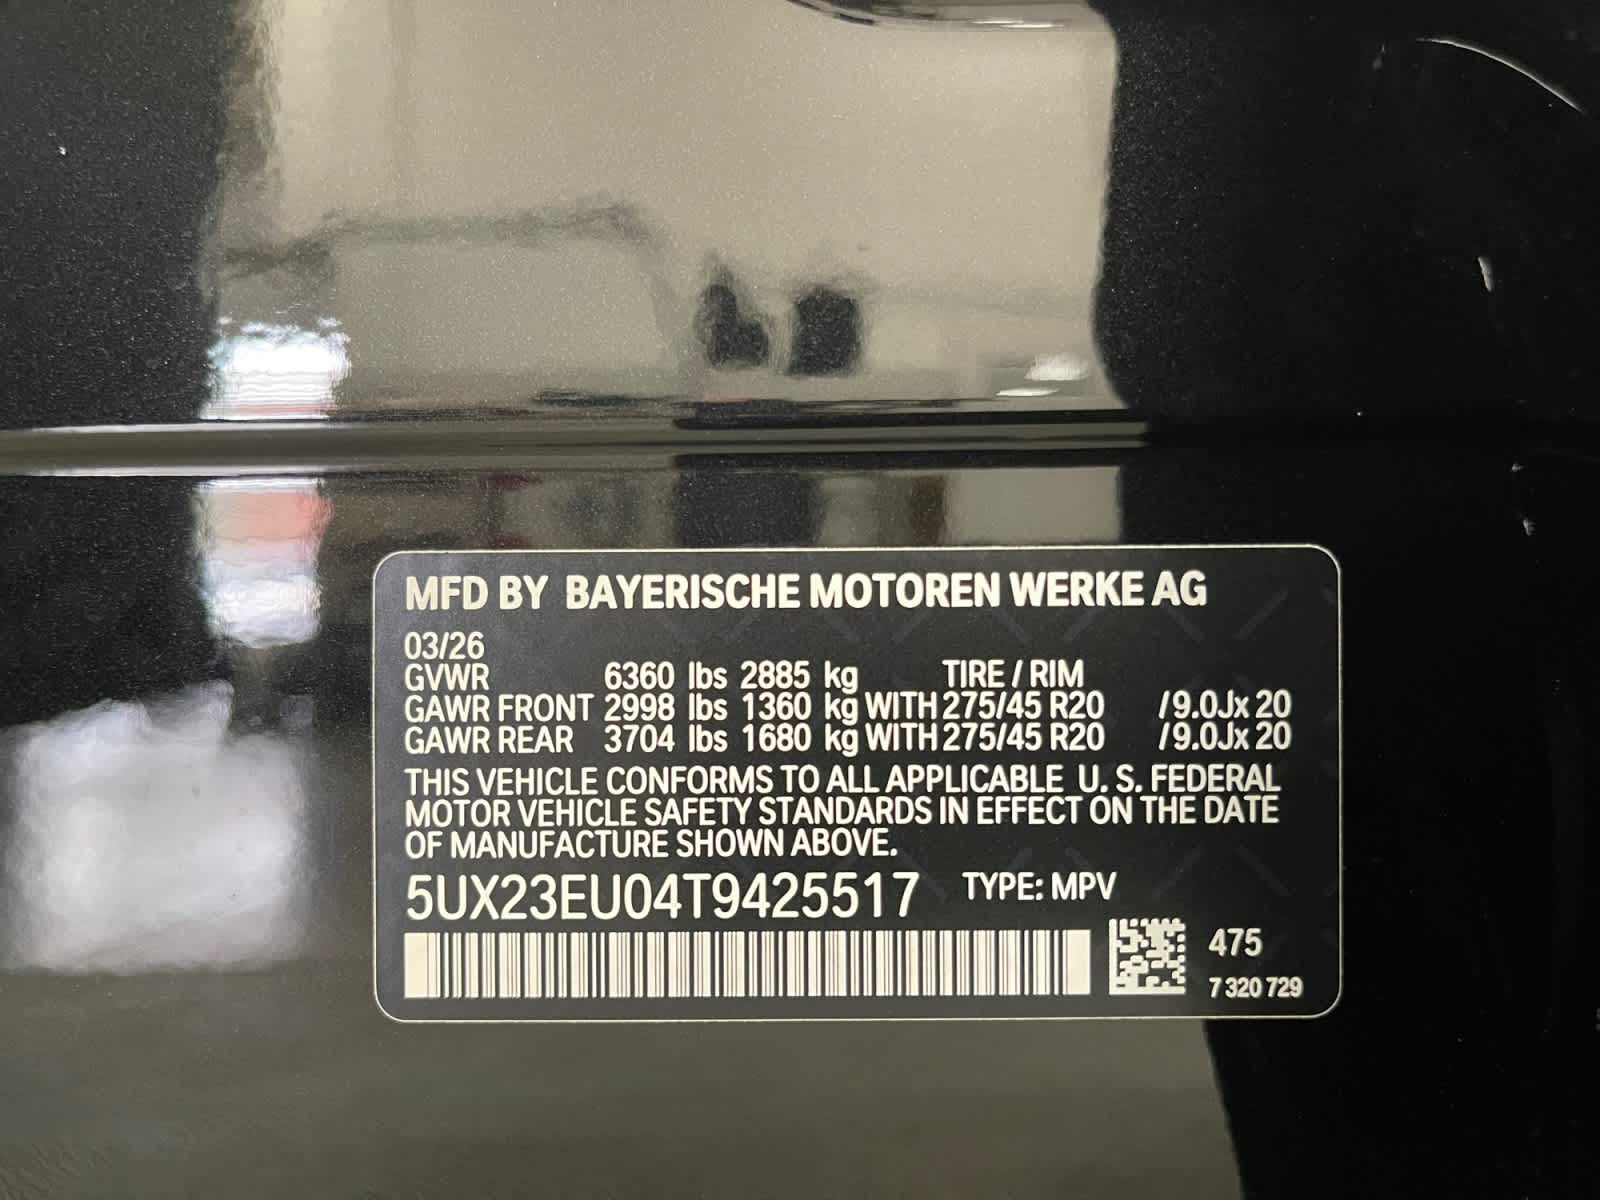 MFD BY BAYERISCHE MOTOREN WERKE AG
03/26
GVWR 6360 lbs 2885 kg TIRE / RIM
GAWR FRONT 2998 lbs 1360 kg WITH 275/45 R20 /9.0Jx 20
GAWR REAR 3704 lbs 1680 kg WITH 275/45 R20 /9.0Jx 20
THIS VEHICLE CONFORMS TO ALL APPLICABLE U. S. FEDERAL
MOTOR VEHICLE SAFETY STANDARDS IN EFFECT ON THE DATE
OF MANUFACTURE SHOWN ABOVE.
5UX23EU04T9425517 TYPE: MPV
475
7 320 729